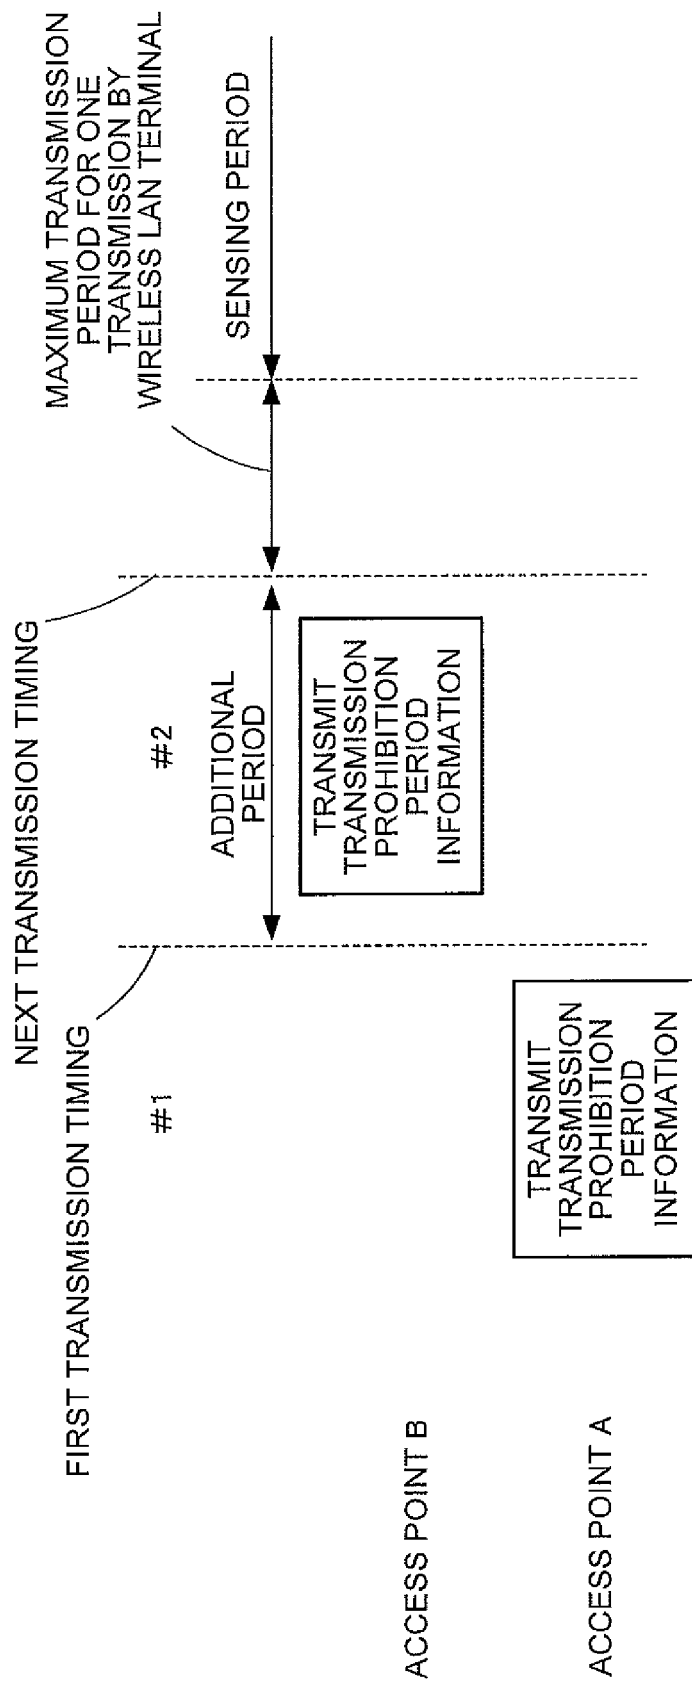 NEXT TRANSMISSION TIMING
FIRST TRANSMISSION TIMING
#1
#2
MAXIMUM TRANSMISSION
PERIOD FOR ONE
TRANSMISSION BY
WIRELESS LAN TERMINAL
ADDITIONAL
PERIOD
SENSING PERIOD
ACCESS POINT B
TRANSMIT
TRANSMISSION
PROHIBITION
PERIOD
INFORMATION
ACCESS POINT A
TRANSMIT
TRANSMISSION
PROHIBITION
PERIOD
INFORMATION